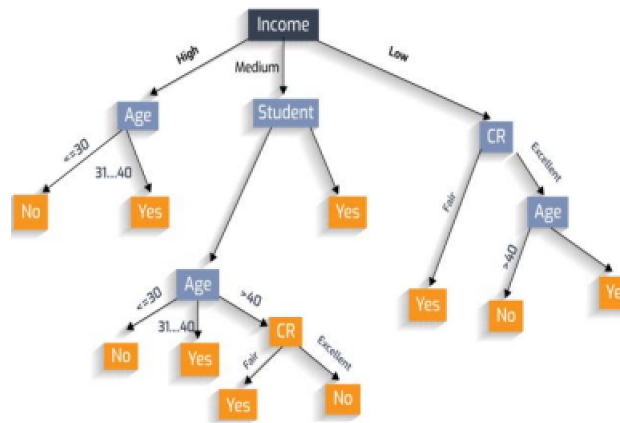 Income
High
Medium
Low
Age
Student
CR
<=30
31....40
Fair
Excellent
No
Yes
Yes
Age
>40
Age
Yes
No
<=30
31....40
>40
No
Yes
CR
Fair
Excellent
Yes
No